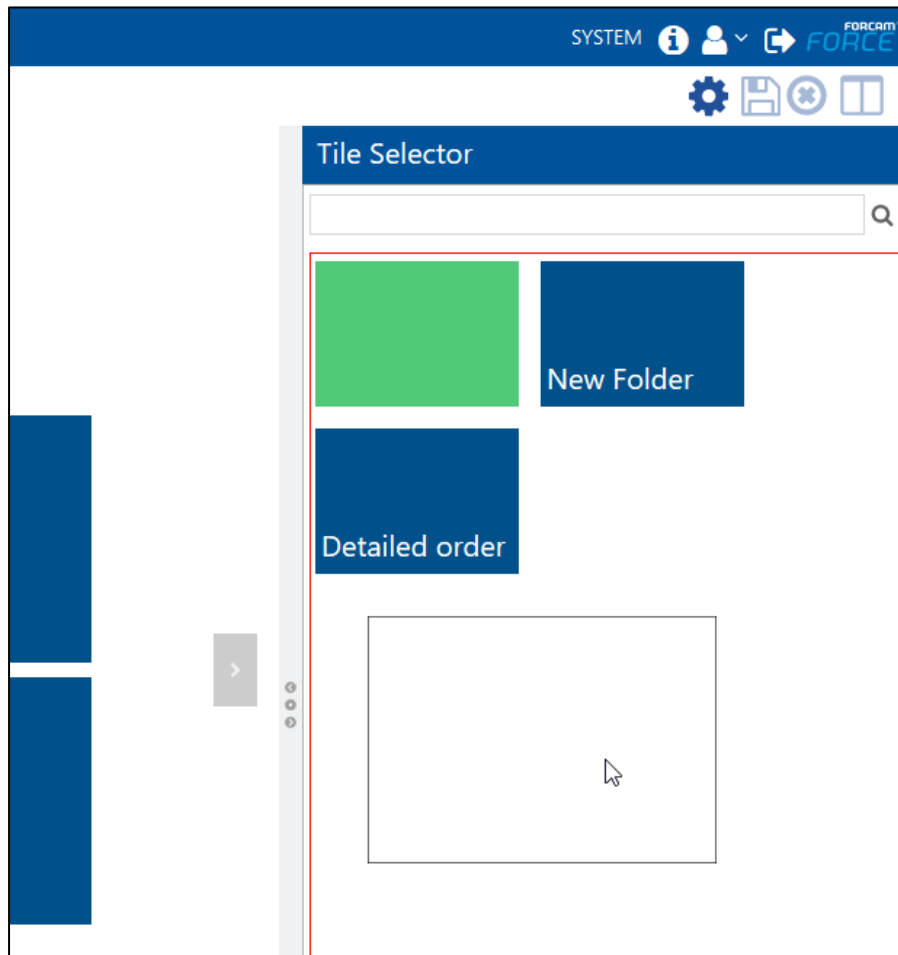 SYSTEM
FORCAM
FORCE
Tile Selector
New Folder
Detailed order